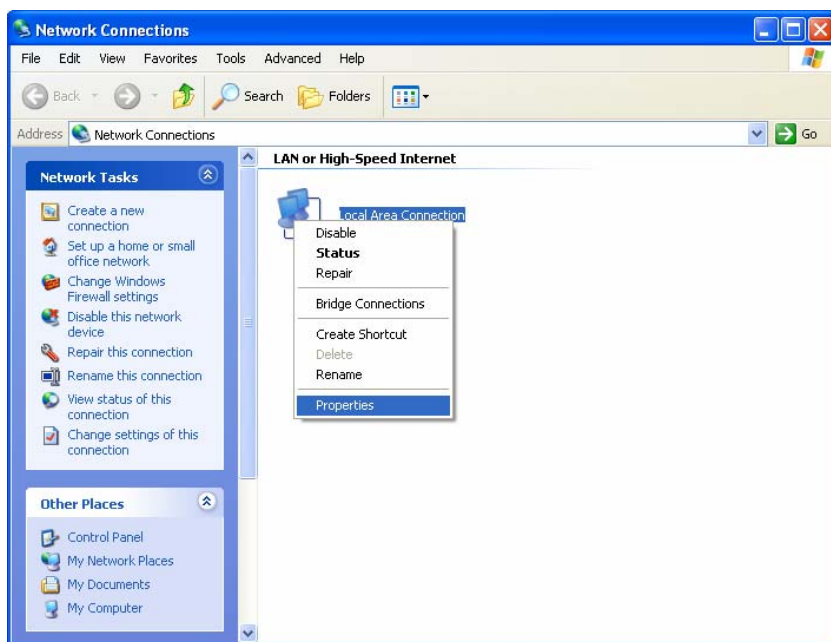 Network Connections
File Edit View Favorites Tools Advanced Help
Back Search Folders
Address Network Connections Go
Network Tasks
Create a new
connection
Set up a home or small
office network
Change Windows
Firewall settings
Disable this network
device
Repair this connection
Rename this connection
View status of this
connection
Change settings of this
connection
Other Places
Control Panel
My Network Places
My Documents
My Computer
LAN or High-Speed Internet
Local Area Connection
Disable
Status
Repair
Bridge Connections
Create Shortcut
Delete
Rename
Properties